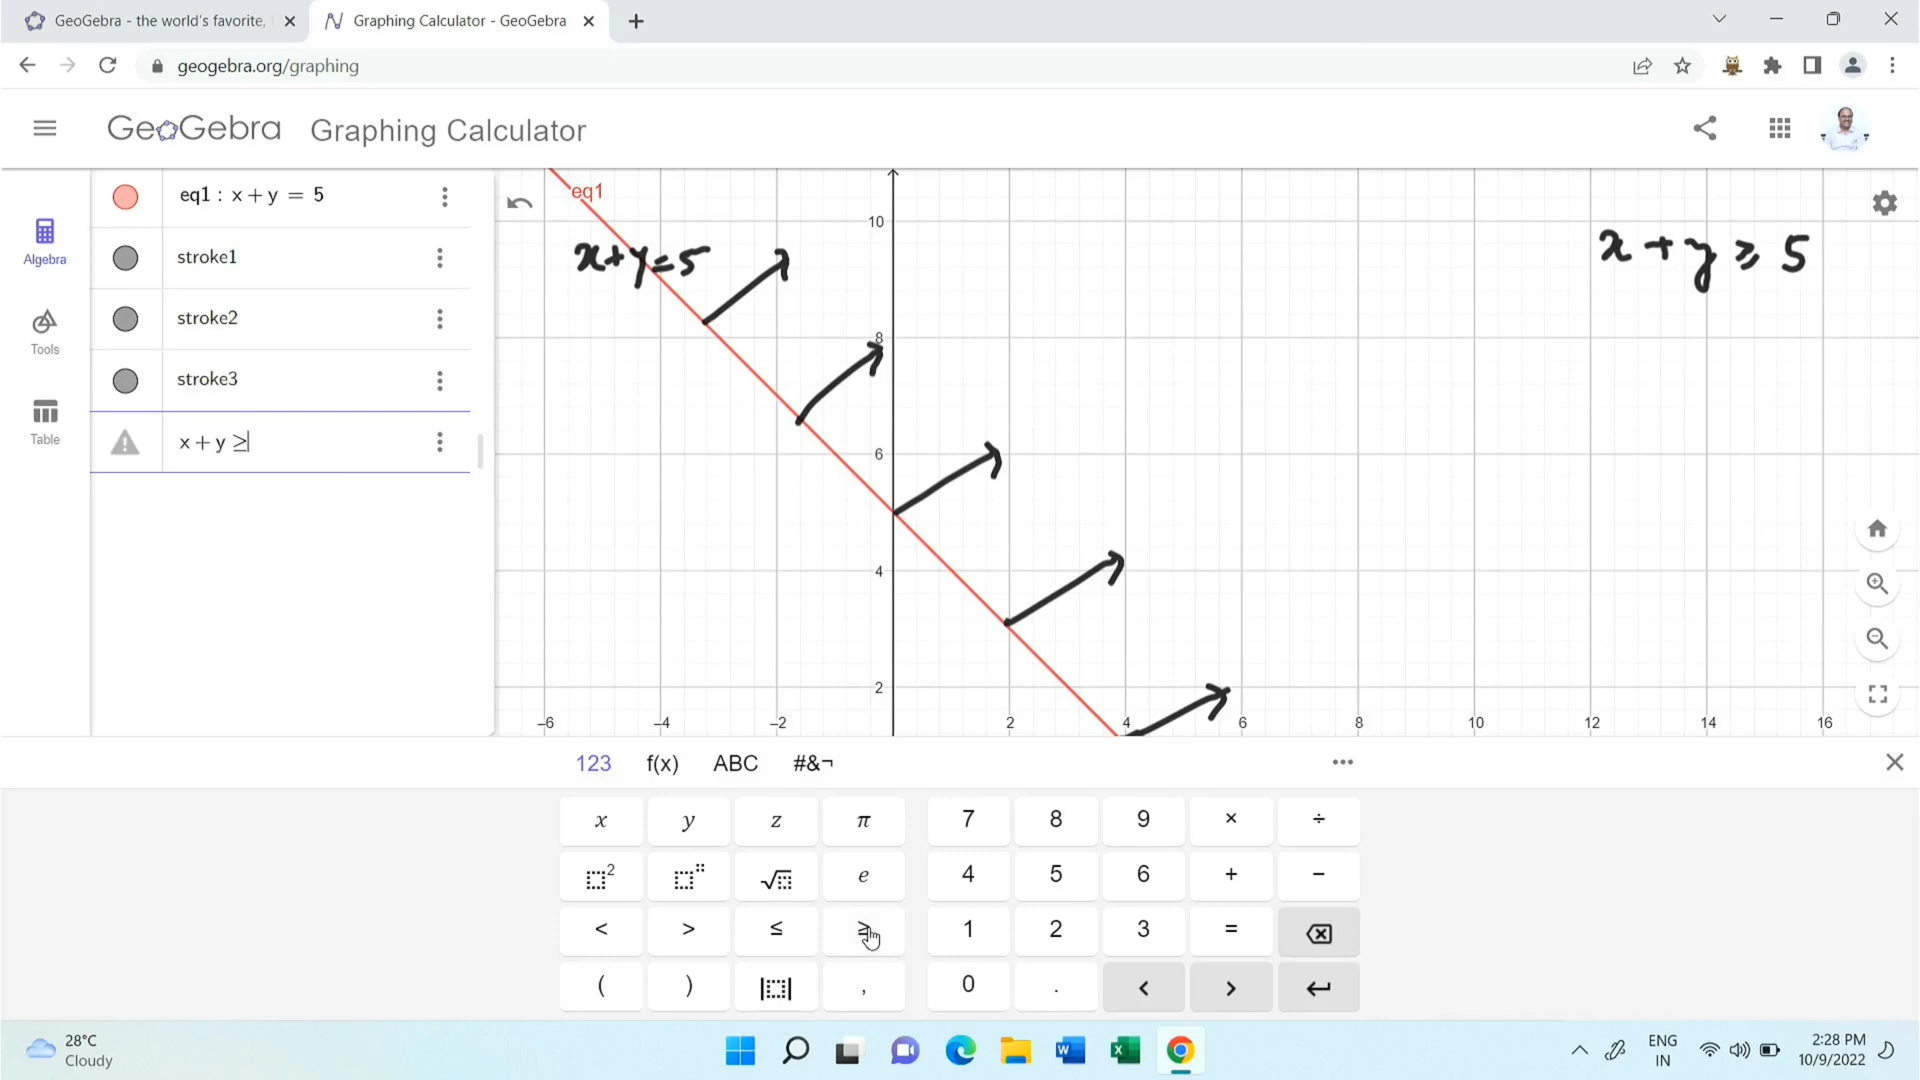 GeoGebra - the world's favorite,
Graphing Calculator - GeoGebra
geogebra.org/graphing
GeoGebra Graphing Calculator
Algebra
Tools
Table
eq1 : x + y = 5
stroke1
stroke2
stroke3
x + y ≥
eq1
x+y=5
x + y ≥ 5
10
8
6
4
2
–6 –4 –2 2 4 6 8 10 12 14 16
123 f(x) ABC #&¬
x y z π 7 8 9 × ÷
2 √ e 4 5 6 + −
< > ≤ ≥ 1 2 3 =
( ) | | , 0 . < >
28°C
Cloudy
ENG
IN
2:28 PM
10/9/2022